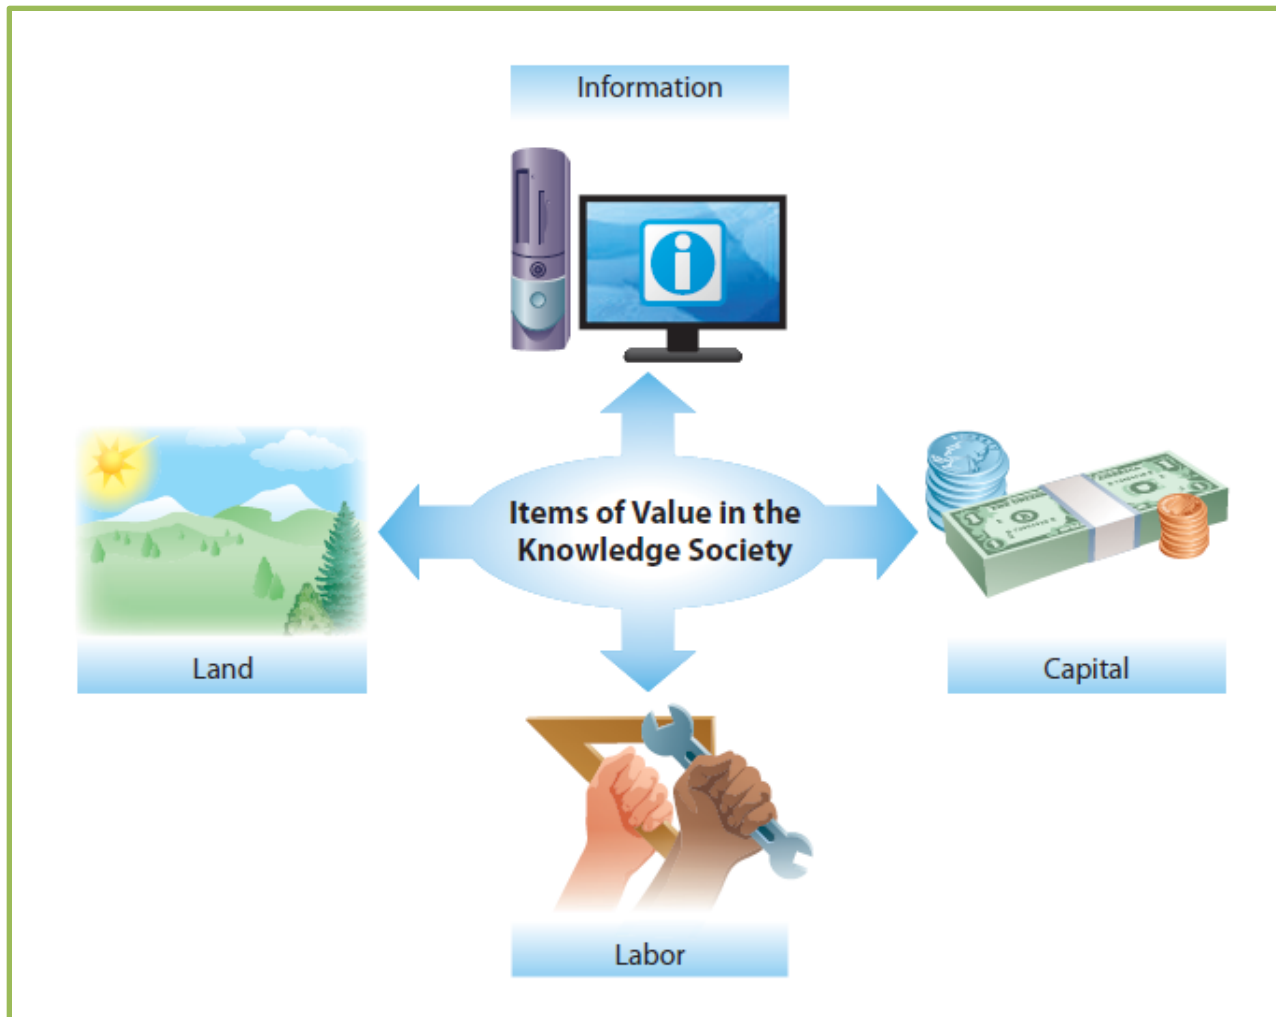 Information
Items of Value in the
Knowledge Society
Land
Capital
Labor